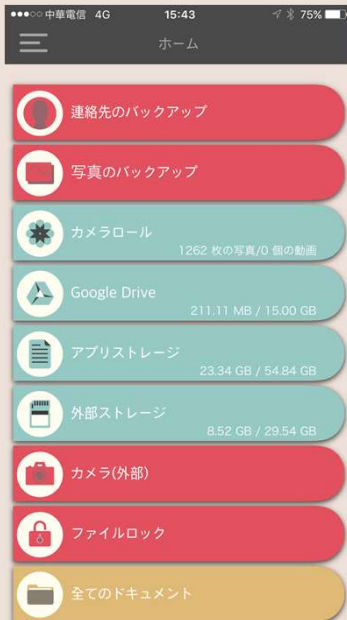 中華電信 4G 15:43 75%
ホーム
連絡先のバックアップ
写真のバックアップ
カメラロール
1262 枚の写真/0 個の動画
Google Drive
211.11 MB / 15.00 GB
アプリストレージ
23.34 GB / 54.84 GB
外部ストレージ
8.52 GB / 29.54 GB
カメラ(外部)
ファイルロック
全てのドキュメント